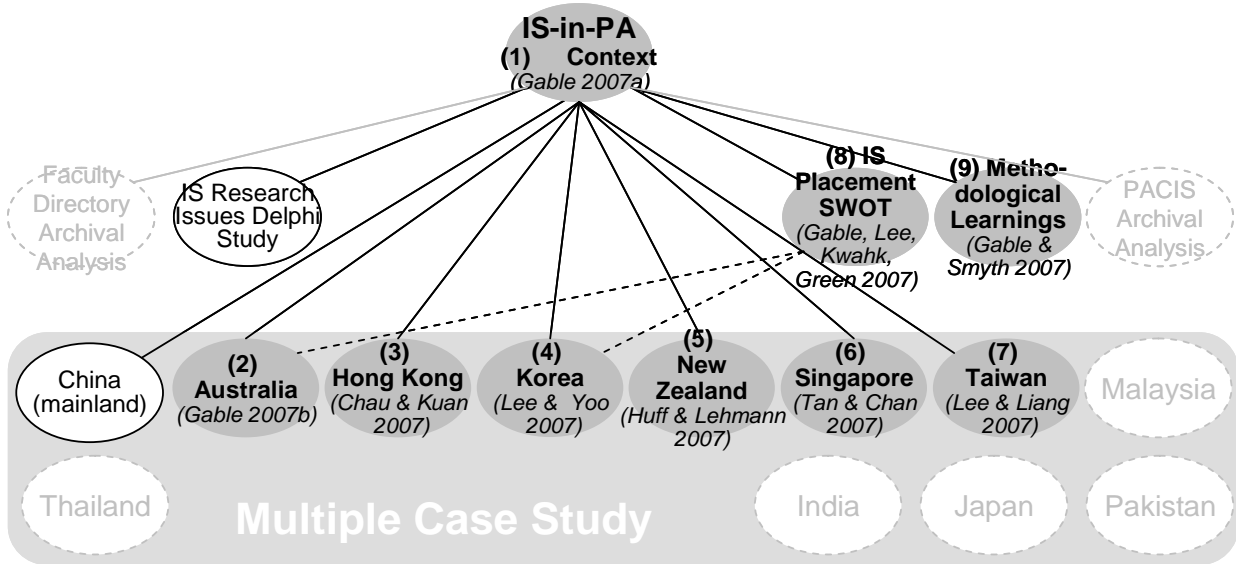 IS-in-PA
(1) Context
(Gable 2007a)
Faculty
Directory
Archival
Analysis
IS Research
Issues Delphi
Study
(8) IS
Placement
SWOT
(Gable, Lee,
Kwahk,
Green 2007)
(9) Metho-
dological
Learnings
(Gable &
Smyth 2007)
PACIS
Archival
Analysis
China
(mainland)
(2)
Australia
(Gable 2007b)
(3)
Hong Kong
(Chau & Kuan
2007)
(4)
Korea
(Lee & Yoo
2007)
(5)
New
Zealand
(Huff & Lehmann
2007)
(6)
Singapore
(Tan & Chan
2007)
(7)
Taiwan
(Lee & Liang
2007)
Malaysia
Thailand
Multiple Case Study
India
Japan
Pakistan